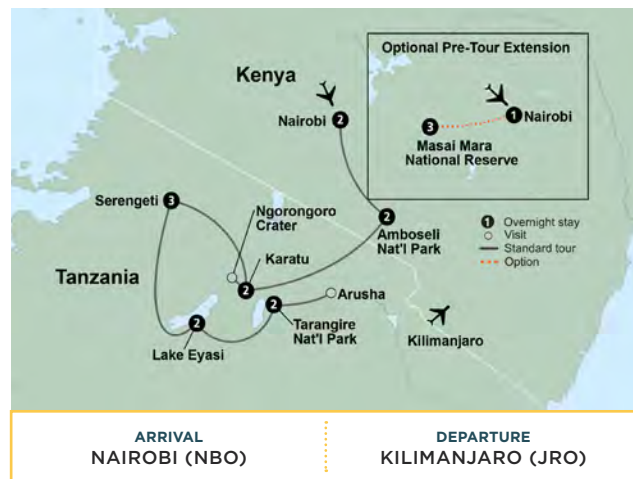 Optional Pre-Tour Extension
Kenya
Nairobi
2
1
Nairobi
3
Masai Mara
National Reserve
Serengeti
3
Ngorongoro
Crater
2
Amboseli
Nat'l Park
1 Overnight stay
Visit
Standard tour
Option
Karatu
2
Tanzania
Arusha
2
Tarangire
Nat'l Park
2
Lake Eyasi
Kilimanjaro
ARRIVAL
NAIROBI (NBO)
DEPARTURE
KILIMANJARO (JRO)